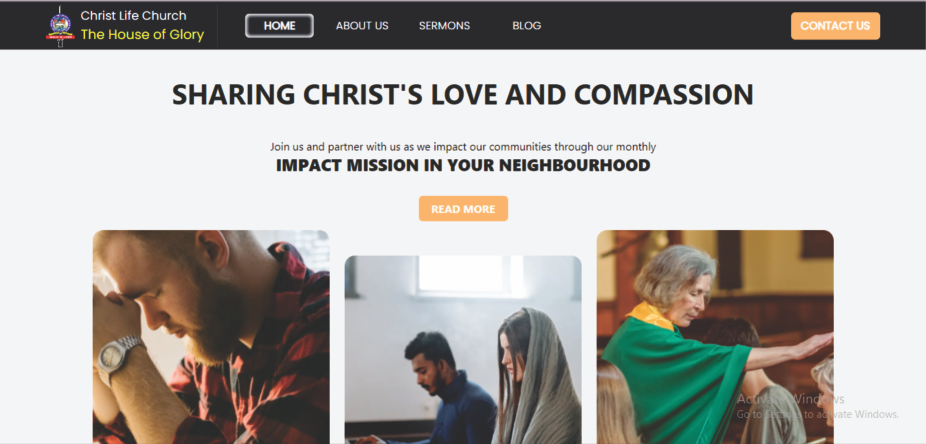 Christ Life Church
The House of Glory
HOME
ABOUT US
SERMONS
BLOG
CONTACT US
SHARING CHRIST'S LOVE AND COMPASSION
Join us and partner with us as we impact our communities through our monthly
IMPACT MISSION IN YOUR NEIGHBOURHOOD
READ MORE
Activate Windows
Go to Settings to activate Windows.